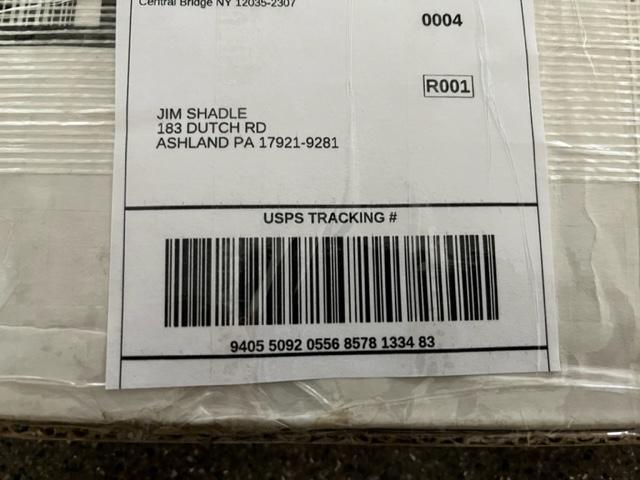 Central Bridge NY 12035-2307
0004
R001
JIM SHADLE
183 DUTCH RD
ASHLAND PA 17921-9281
USPS TRACKING #
9405 5092 0556 8578 1334 83